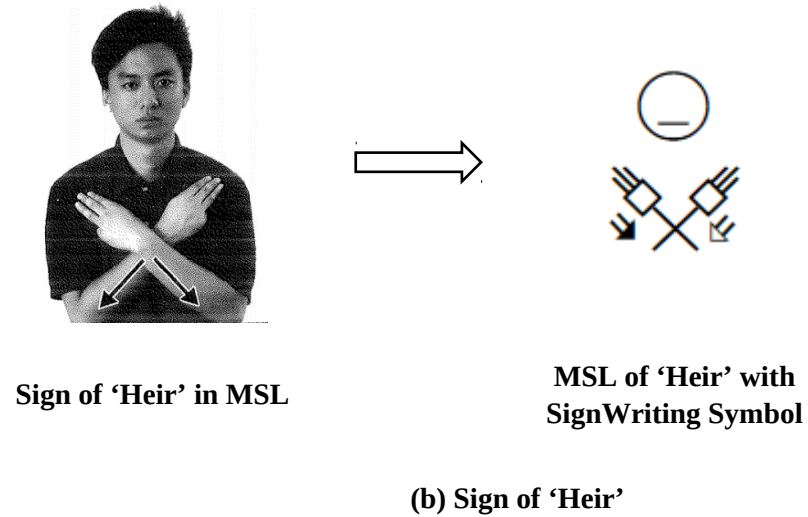 Sign of ‘Heir’ in MSL
MSL of ‘Heir’ with
SignWriting Symbol
(b) Sign of ‘Heir’